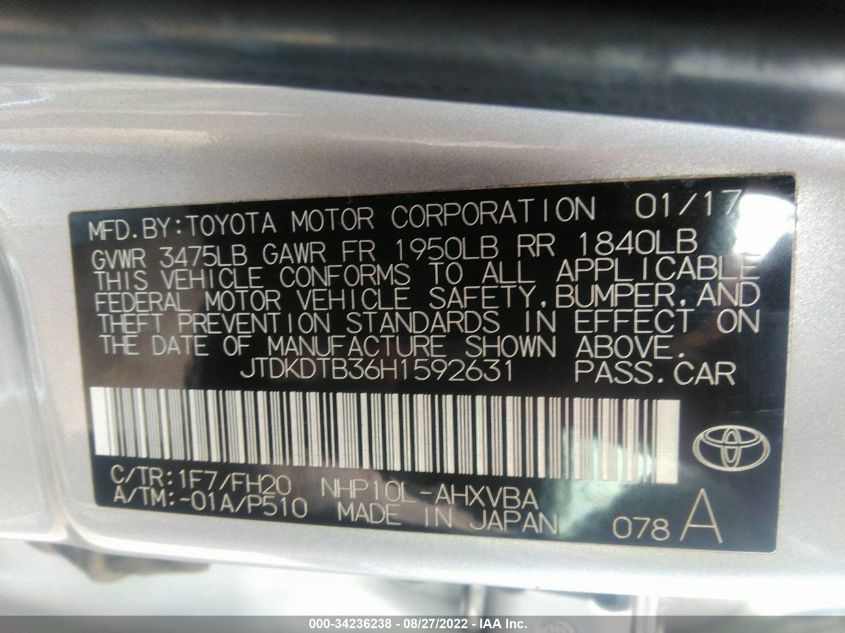 MFD.BY:TOYOTA MOTOR CORPORATION 01/17
GVWR 3475LB GAWR FR 1950LB RR 1840LB
THIS VEHICLE CONFORMS TO ALL APPLICABLE
FEDERAL MOTOR VEHICLE SAFETY,BUMPER,AND
THEFT PREVENTION STANDARDS IN EFFECT ON
THE DATE OF MANUFACTURE SHOWN ABOVE.
JTDKDTB36H1592631 PASS.CAR
C/TR:1F7/FH20 NHP10L-AHXVBA
A/TM:-01A/P510 MADE IN JAPAN 078A
000-34236238 - 08/27/2022 - IAA Inc.